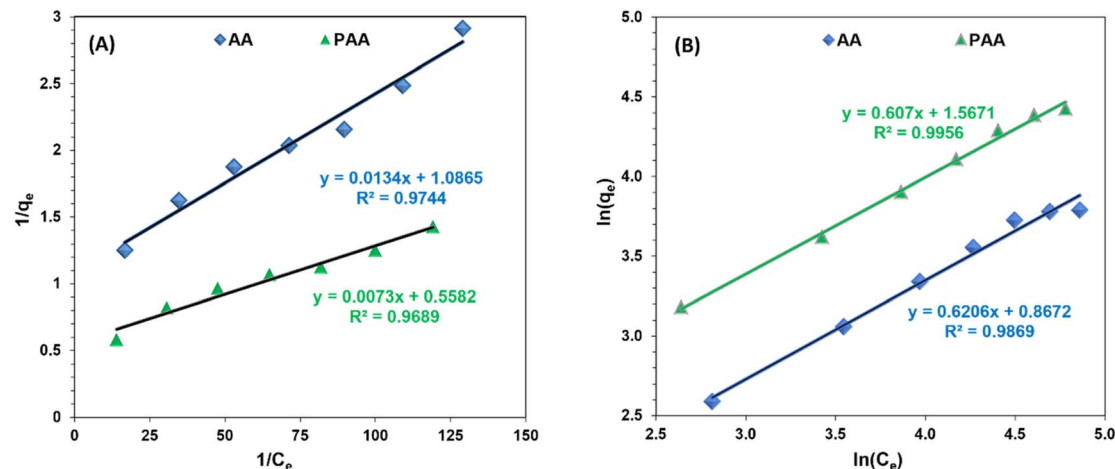 (A)
AA
PAA
3
2.5
2
1.5
1
0.5
0
1/qe
y = 0.0134x + 1.0865
R² = 0.9744
y = 0.0073x + 0.5582
R² = 0.9689
0 25 50 75 100 125 150
1/Ce
(B)
AA
PAA
5.0
4.5
4.0
3.5
3.0
2.5
ln(qe)
y = 0.607x + 1.5671
R² = 0.9956
y = 0.6206x + 0.8672
R² = 0.9869
2.5 3.0 3.5 4.0 4.5 5.0
ln(Ce)